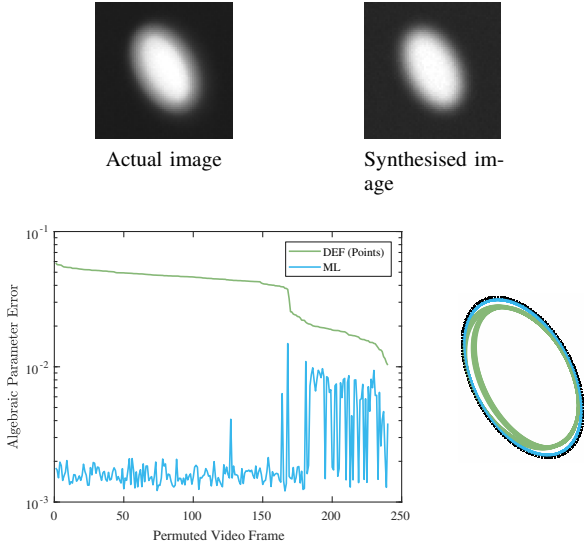 Actual image
Synthesised im-
age
10^-1
10^-2
10^-3
Algebraic Parameter Error
DEF (Points)
ML
0 50 100 150 200 250
Permuted Video Frame